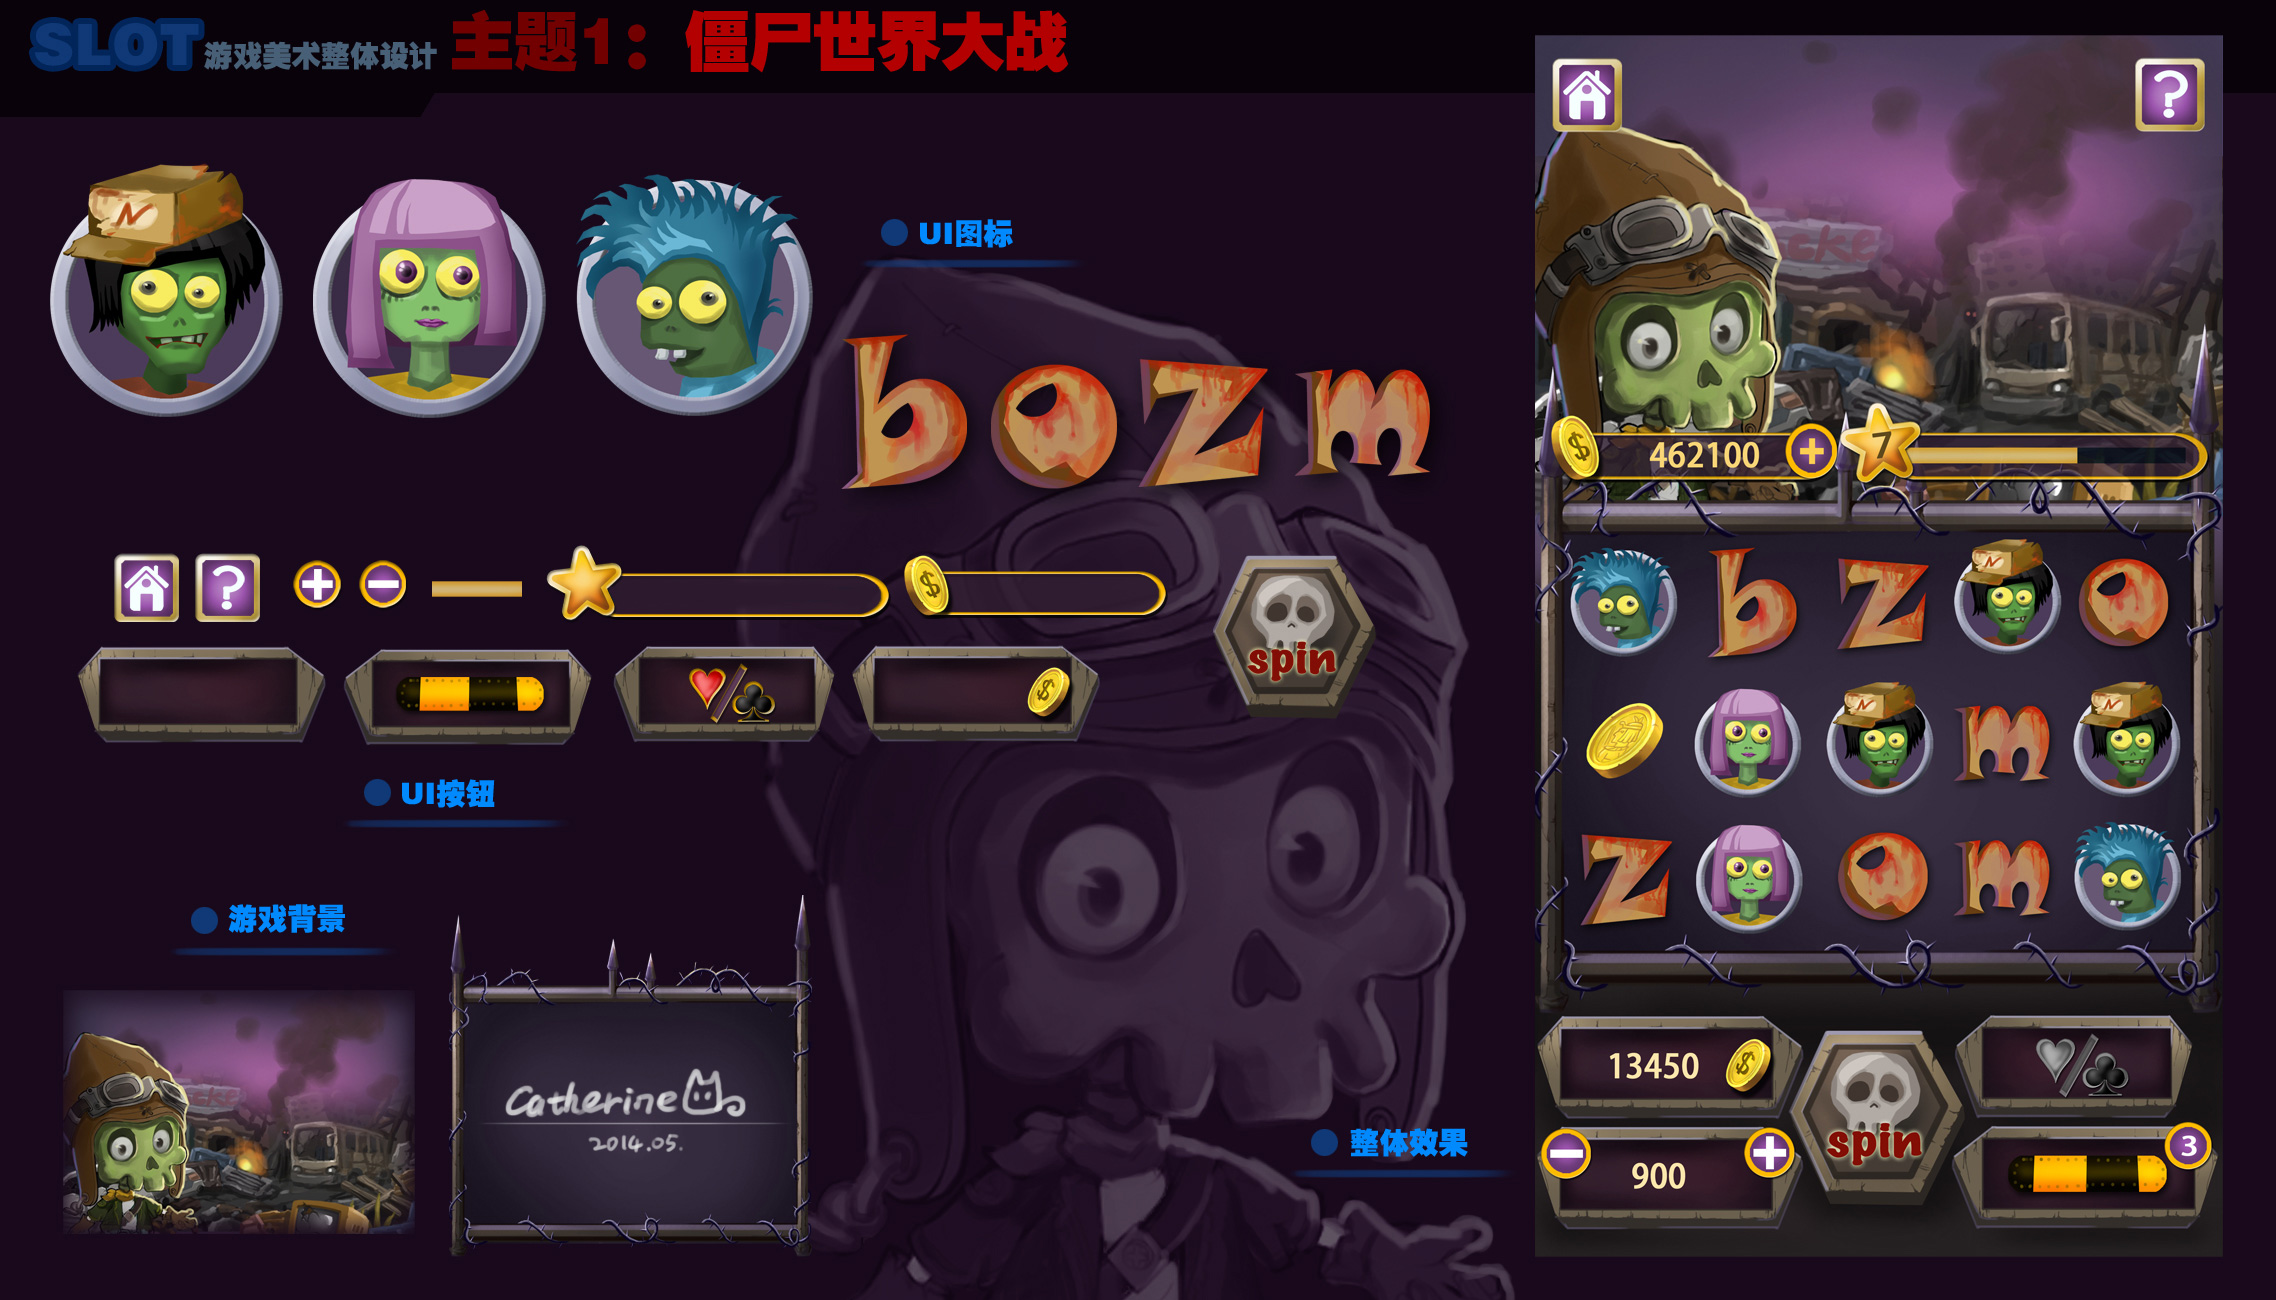 SLOT 游戏美术整体设计 主题1：僵尸世界大战
UI图标
N
b o z m
?
$
spin
$
UI按钮
游戏背景
Catherine
2014.05.
整体效果
?
$ 462100
7
b z N o
N m N
z o m
13450 $
spin
900
3